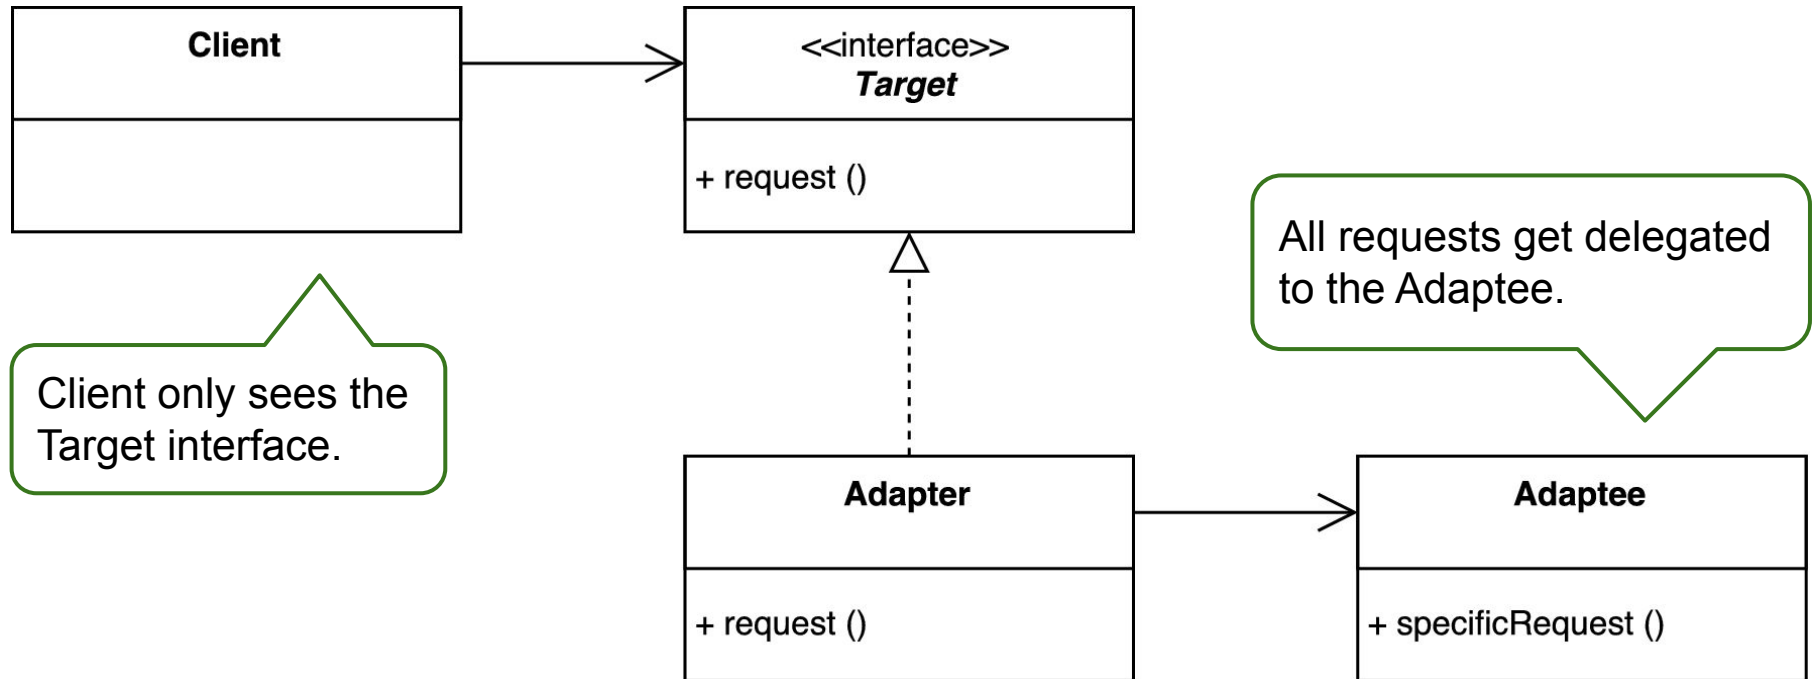 Client
<<interface>>
Target
+ request ()
All requests get delegated
to the Adaptee.
Client only sees the
Target interface.
Adapter
+ request ()
Adaptee
+ specificRequest ()